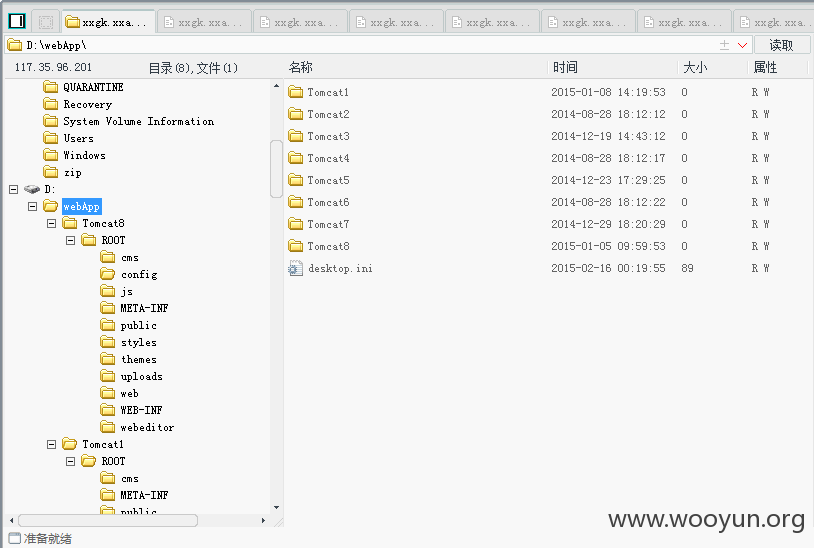 xxgk.xxa... xxgk.xxa... xxgk.xxa... xxgk.xxa... xxgk.xxa... xxgk.xxa... xxgk.xxa... xxgk.xxa...
D:\webApp\ 读取
117.35.96.201 目录(8),文件(1)
名称 时间 大小 属性
QUARANTINE
Recovery
System Volume Information
Users
Windows
zip
D:
webApp
Tomcat8
ROOT
cms
config
js
META-INF
public
styles
themes
uploads
web
WEB-INF
webeditor
Tomcat1
ROOT
cms
META-INF
public
Tomcat1 2015-01-08 14:19:53 0 R W
Tomcat2 2014-08-28 18:12:12 0 R W
Tomcat3 2014-12-19 14:43:12 0 R W
Tomcat4 2014-08-28 18:12:17 0 R W
Tomcat5 2014-12-23 17:29:25 0 R W
Tomcat6 2014-08-28 18:12:22 0 R W
Tomcat7 2014-12-29 18:20:29 0 R W
Tomcat8 2015-01-05 09:59:53 0 R W
desktop.ini 2015-02-16 00:19:55 89 R W
www.wooyun.org
准备就绪